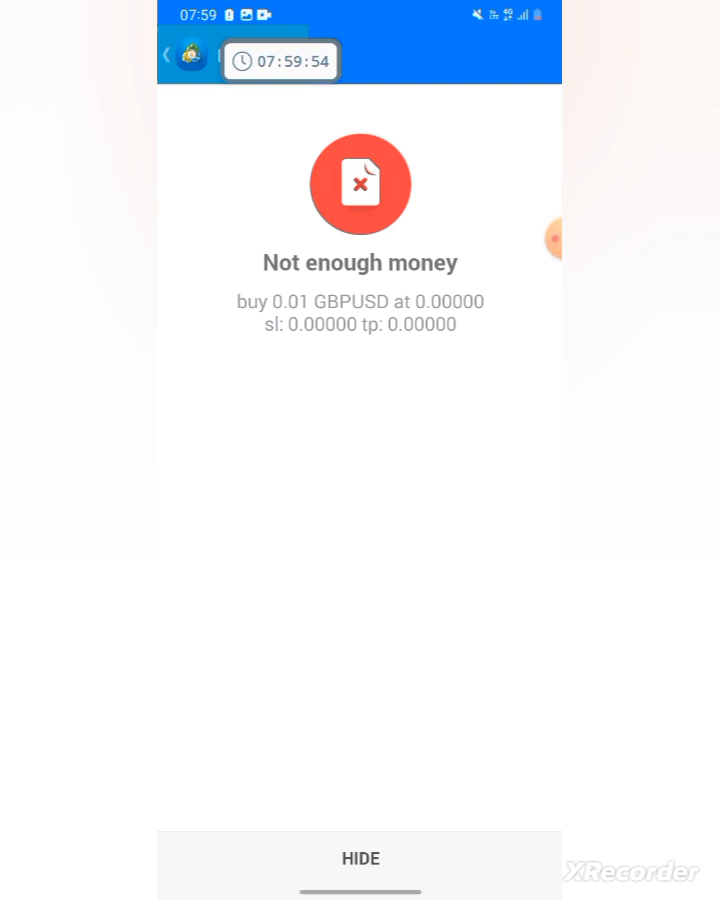 07:59
4G
07:59:54
Not enough money
buy 0.01 GBPUSD at 0.00000
sl: 0.00000 tp: 0.00000
HIDE
XRecorder